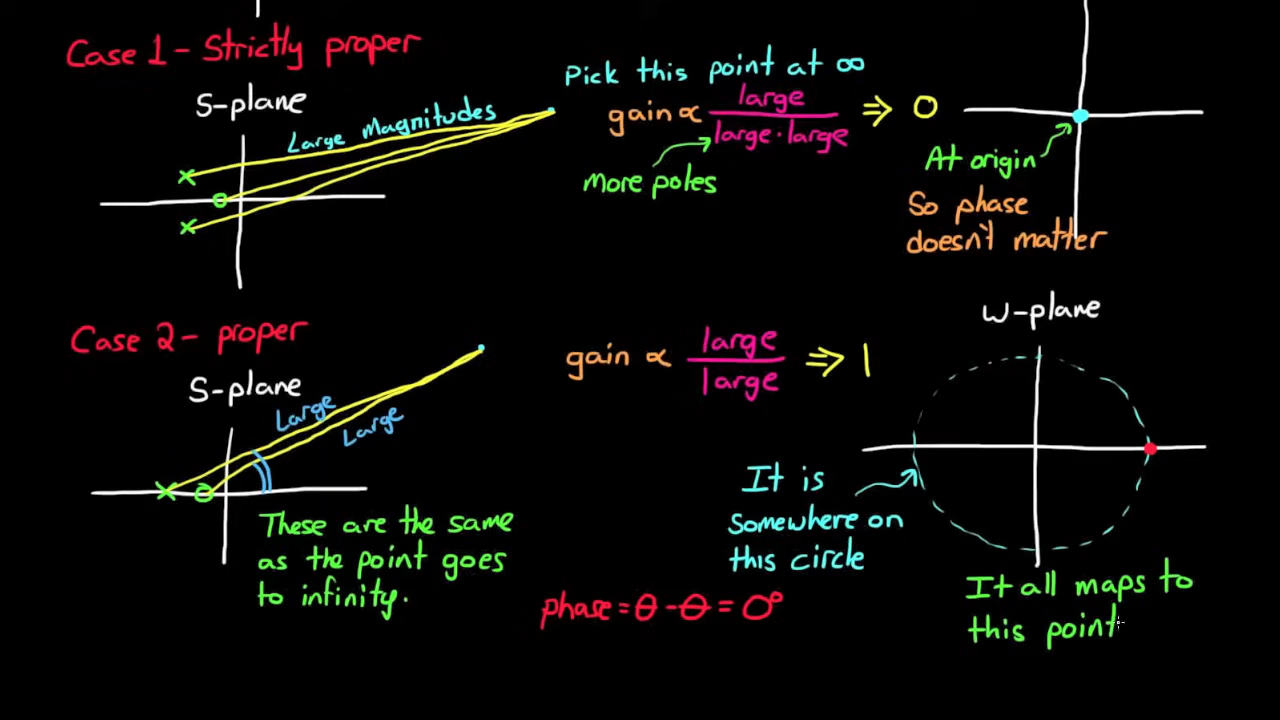 Case 1 - Strictly proper
S-plane
Large Magnitudes
Pick this point at ∞
gain ∝ large / large · large ⇒ 0
More poles
At origin
So phase
doesn't matter
Case 2 - proper
S-plane
Large
Large
These are the same
as the point goes
to infinity.
gain ∝ large / large ⇒ 1
phase = θ - θ = 0°
W-plane
It is
Somewhere on
this circle
It all maps to
this point